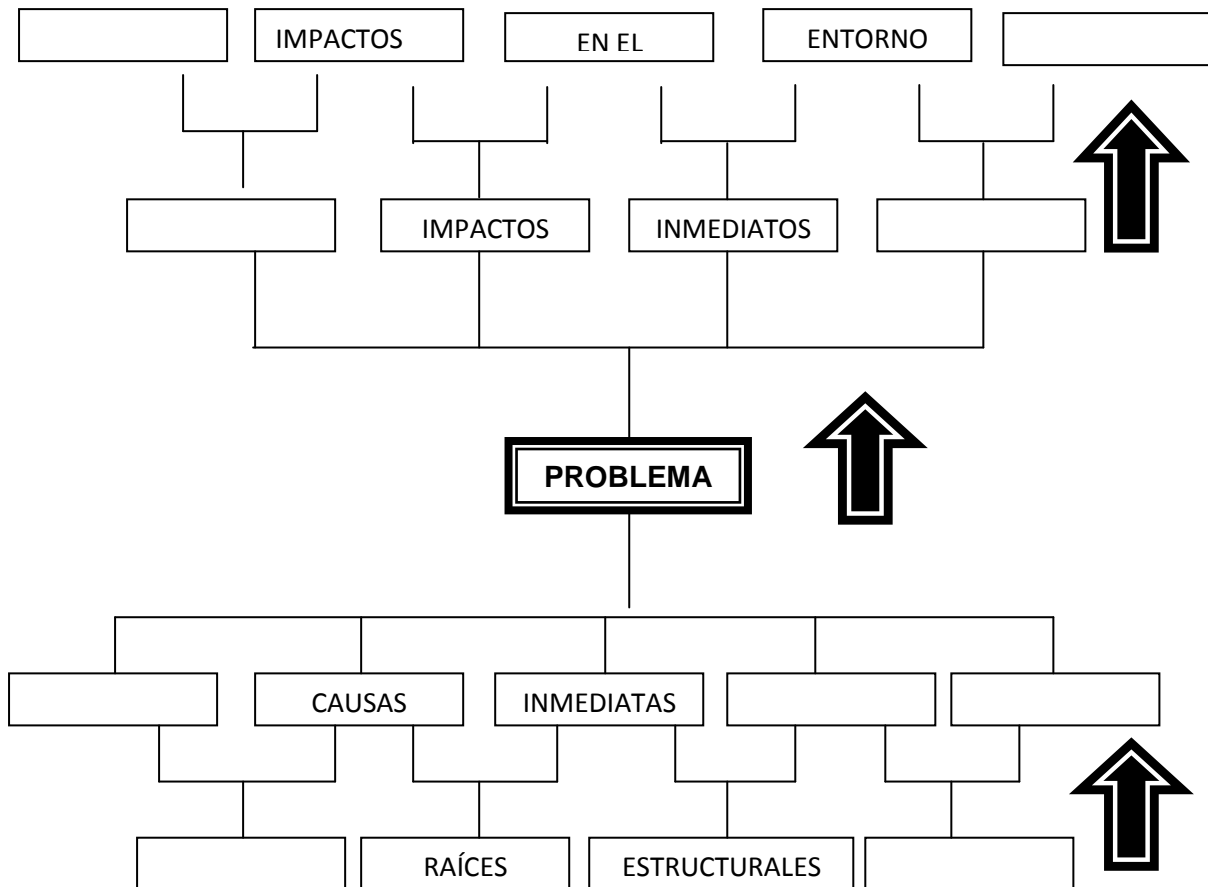 IMPACTOS EN EL ENTORNO
IMPACTOS INMEDIATOS
PROBLEMA
CAUSAS INMEDIATAS
RAÍCES ESTRUCTURALES